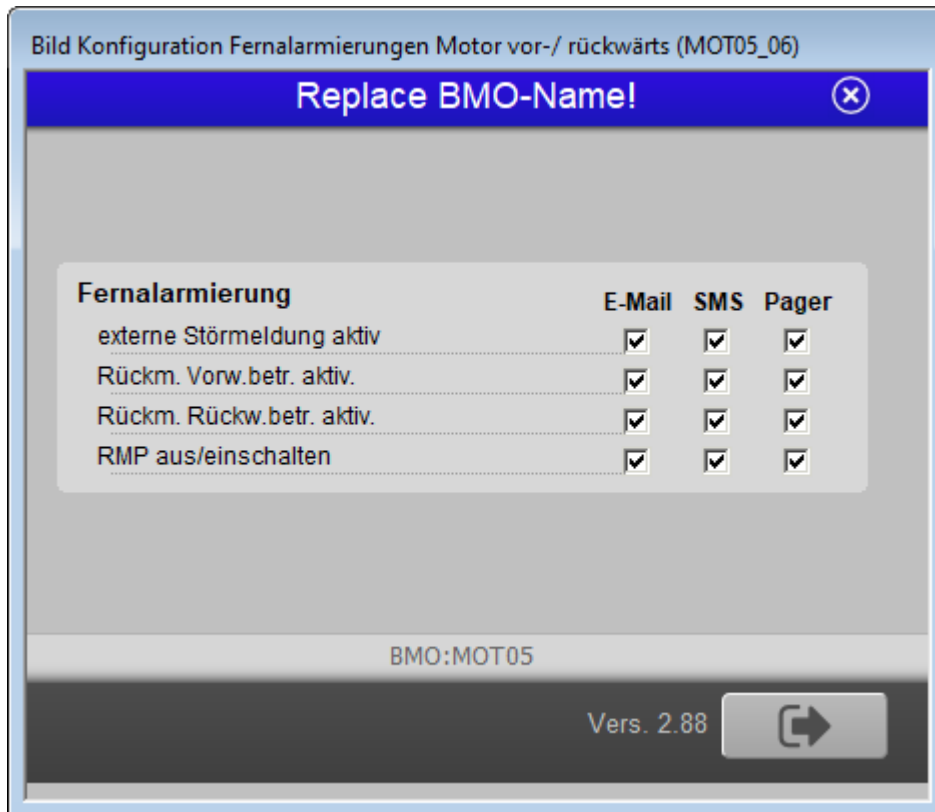 Bild Konfiguration Fernalarmierungen Motor vor-/ rückwärts (MOT05_06)
Replace BMO-Name!
Fernalarmierung E-Mail SMS Pager
externe Störmeldung aktiv
Rückm. Vorw.betr. aktiv.
Rückm. Rückw.betr. aktiv.
RMP aus/einschalten
BMO:MOT05
Vers. 2.88